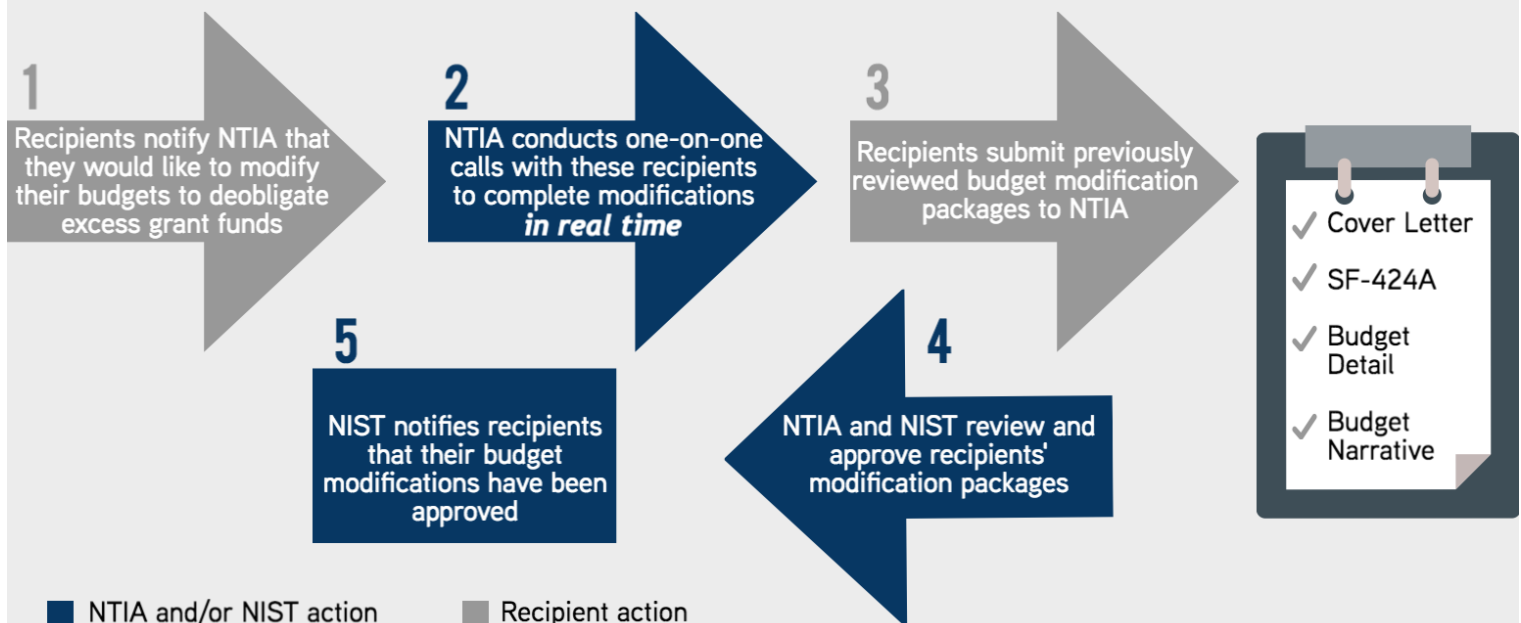 1
Recipients notify NTIA that
they would like to modify
their budgets to deobligate
excess grant funds
2
NTIA conducts one-on-one
calls with these recipients
to complete modifications
in real time
3
Recipients submit previously
reviewed budget modification
packages to NTIA
Cover Letter
SF-424A
Budget
Detail
Budget
Narrative
4
NTIA and NIST review and
approve recipients'
modification packages
5
NIST notifies recipients
that their budget
modifications have been
approved
NTIA and/or NIST action
Recipient action